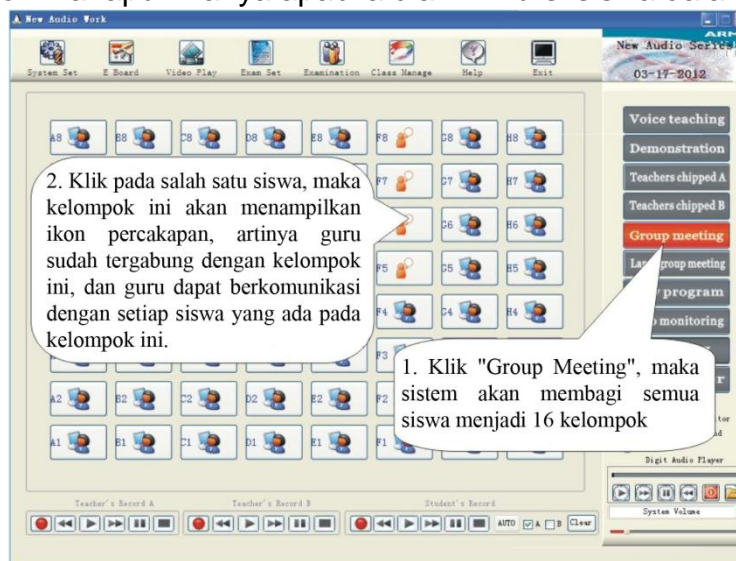 New Audio Work
System Set
E Board
Video Play
Exam Set
Examination
Class Manage
Help
Exit
New Audio Series
03-17-2012
A8 B8 C8 D8 E8 F8 G8 H8
F7 G7 H7
G6 H6
F5 G5 H5
F4 G4 H4
F3
A2 B2 C2 D2 E2 F2
A1 B1 C1 D1 E1 F1
2. Klik pada salah satu siswa, maka
kelompok ini akan menampilkan
ikon percakapan, artinya guru
sudah tergabung dengan kelompok
ini, dan guru dapat berkomunikasi
dengan setiap siswa yang ada pada
kelompok ini.
1. Klik "Group Meeting", maka
sistem akan membagi semua
siswa menjadi 16 kelompok
Voice teaching
Demonstration
Teachers chipped A
Teachers chipped B
Group meeting
group meeting
program
monitoring
Digit Audio Player
System Volume
Teacher's Record A
Teacher's Record B
Student's Record
AUTO A B Clear